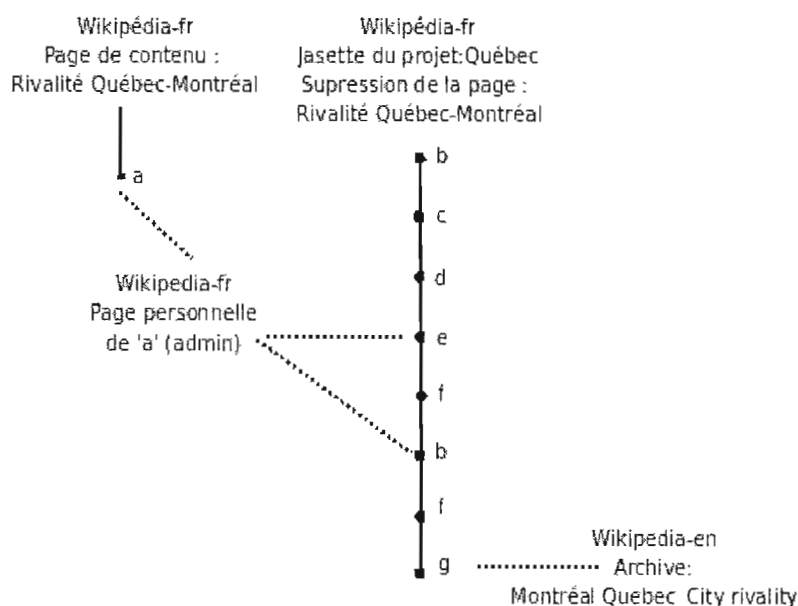 Wikipédia-fr
Page de contenu :
Rivalité Québec-Montréal
a
Wikipédia-fr
Jasette du projet:Québec
Supression de la page :
Rivalité Québec-Montréal
b
c
d
Wikipedia-fr
Page personnelle
de 'a' (admin)
e
f
b
f
g
Wikipedia-en
Archive:
Montréal Quebec City rivality